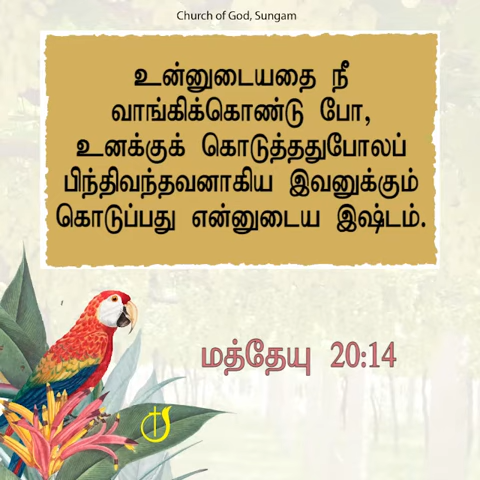 Church of God, Sungam
உன்னுடையதை நீ
வாங்கிக்கொண்டு போ,
உனக்குக் கொடுத்ததுபோலப்
பிந்திவந்தவனாகிய இவனுக்கும்
கொடுப்பது என்னுடைய இஷ்டம்.
மத்தேயு 20:14